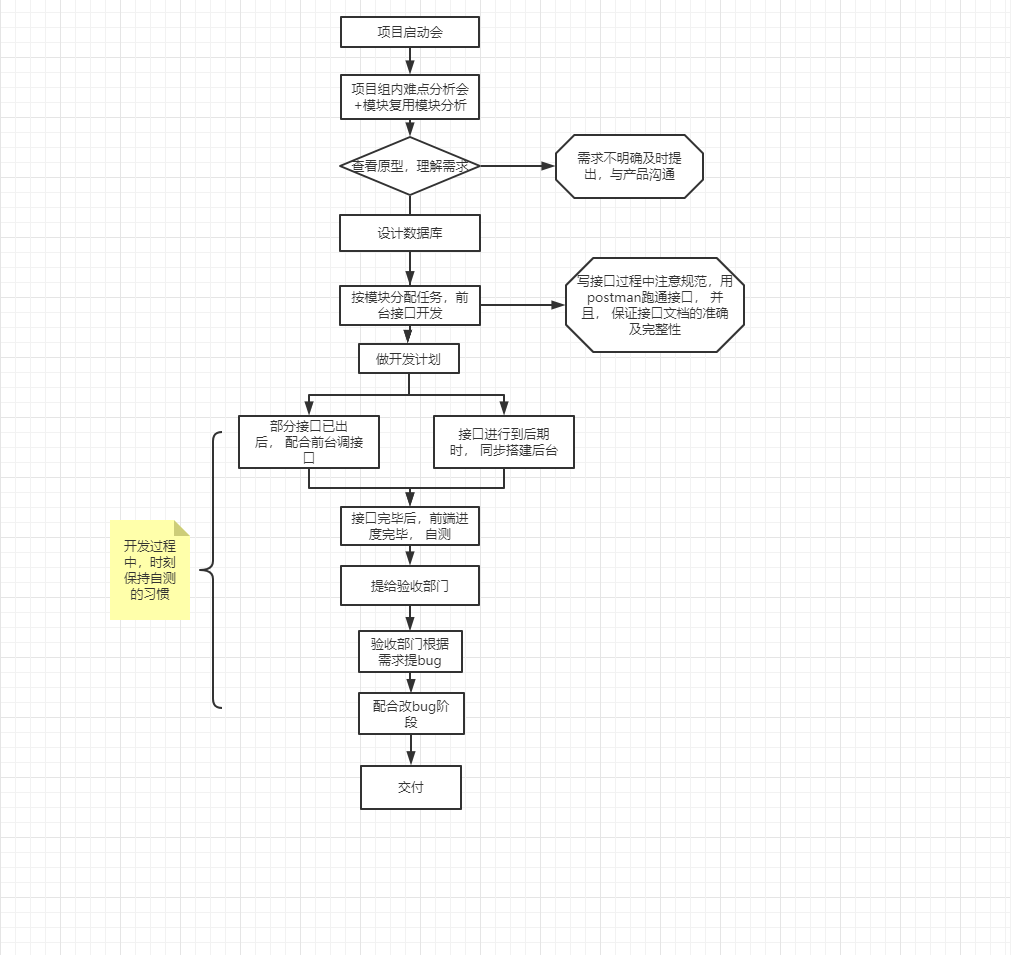 项目启动会
项目组内难点分析会
+模块复用模块分析
查看原型，理解需求
需求不明确及时提
出，与产品沟通
设计数据库
按模块分配任务，前
台接口开发
写接口过程中注意规范，用
postman跑通接口， 并
且， 保证接口文档的准确
及完整性
做开发计划
部分接口已出
后， 配合前台调接
口
接口进行到后期
时， 同步搭建后台
接口完毕后，前端进
度完毕， 自测
开发过程
中，时刻
保持自测
的习惯
提给验收部门
验收部门根据
需求提bug
配合改bug阶
段
交付